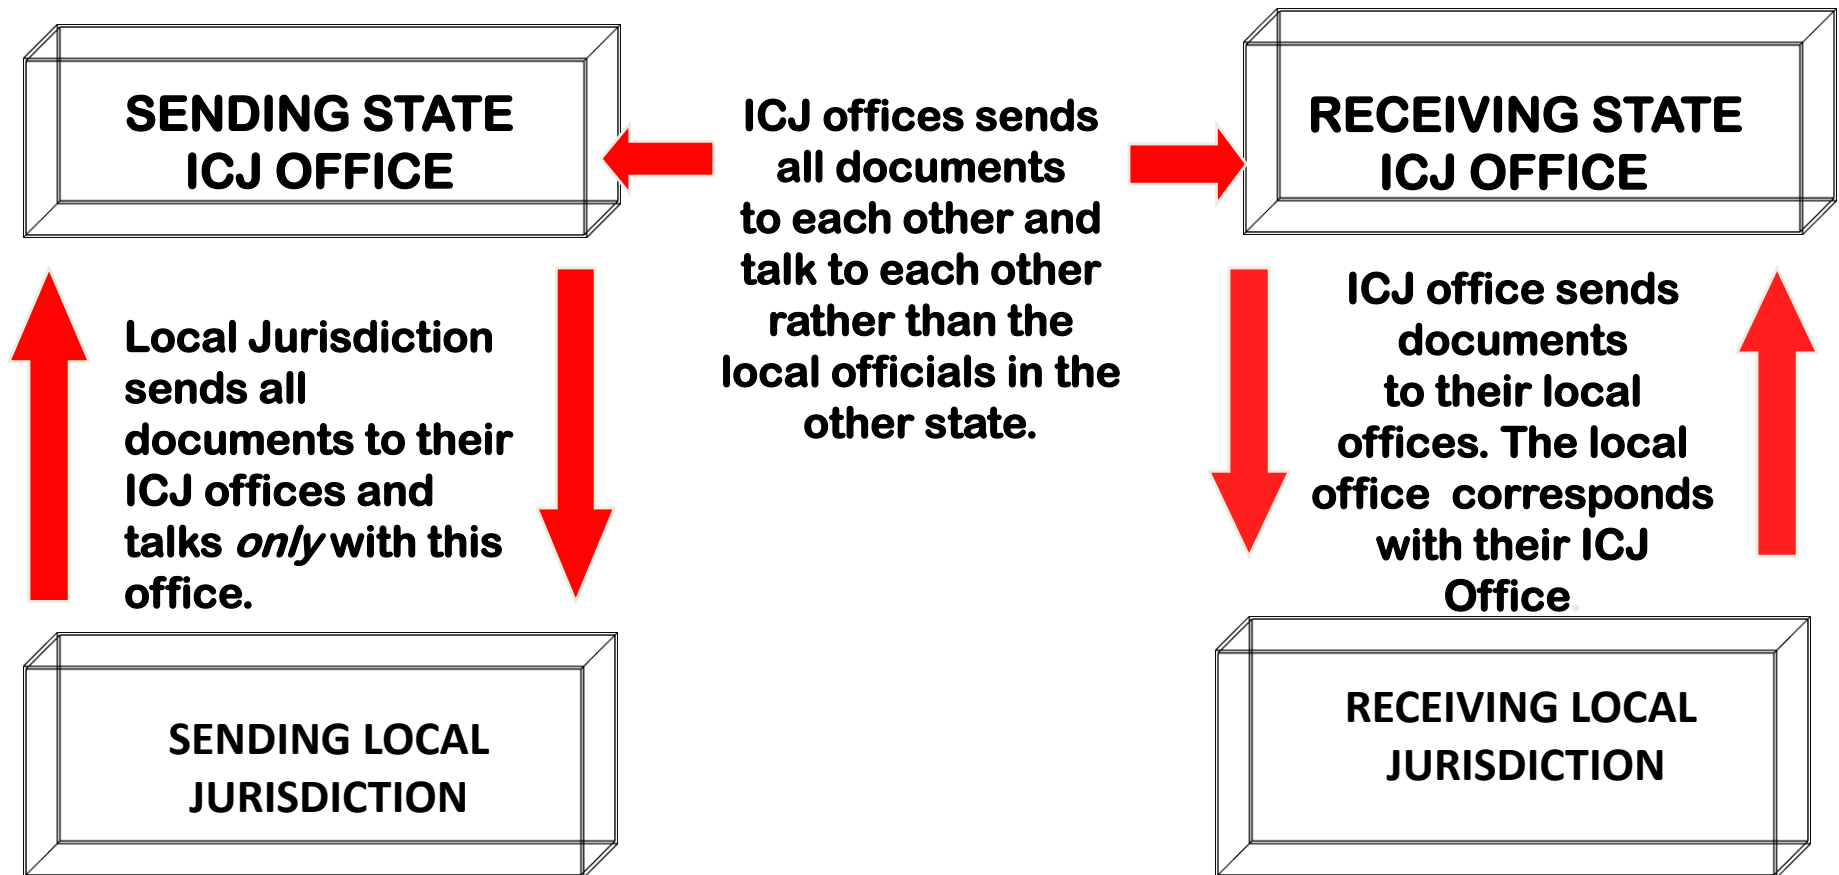 SENDING STATE
ICJ OFFICE
ICJ offices sends
all documents
to each other and
talk to each other
rather than the
local officials in the
other state.
RECEIVING STATE
ICJ OFFICE
Local Jurisdiction
sends all
documents to their
ICJ offices and
talks only with this
office.
ICJ office sends
documents
to their local
offices. The local
office  corresponds
with their ICJ
Office.
SENDING LOCAL
JURISDICTION
RECEIVING LOCAL
JURISDICTION